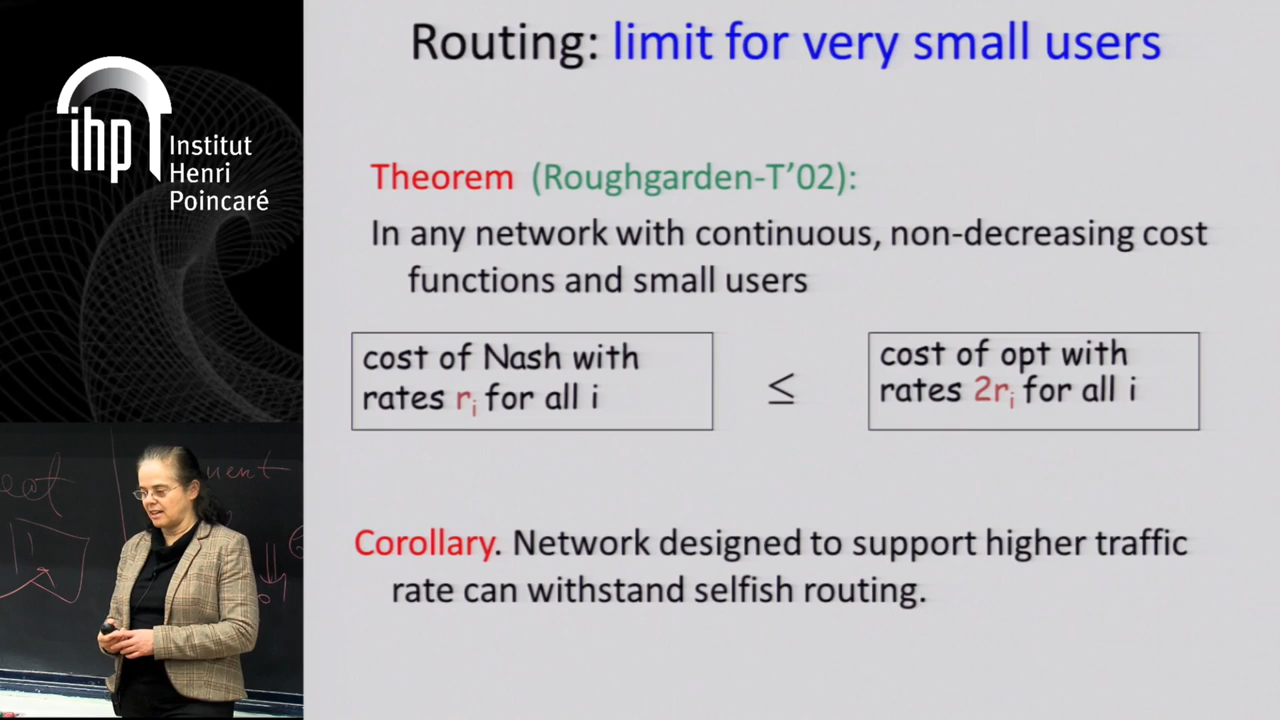 ihp
Institut
Henri
Poincaré
Routing: limit for very small users
Theorem (Roughgarden-T’02):
In any network with continuous, non-decreasing cost
functions and small users
cost of Nash with
rates rᵢ for all i
≤
cost of opt with
rates 2rᵢ for all i
Corollary. Network designed to support higher traffic
rate can withstand selfish routing.